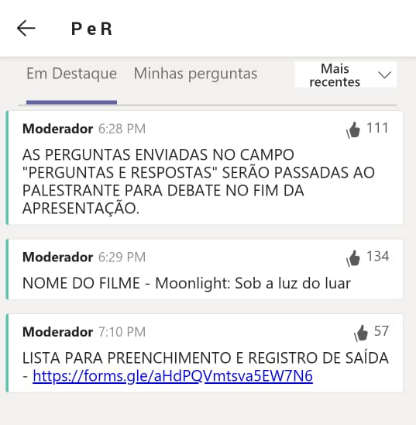 P e R
Em Destaque Minhas perguntas Mais recentes
Moderador 6:28 PM 111
AS PERGUNTAS ENVIADAS NO CAMPO
"PERGUNTAS E RESPOSTAS" SERÃO PASSADAS AO
PALESTRANTE PARA DEBATE NO FIM DA
APRESENTAÇÃO.
Moderador 6:29 PM 134
NOME DO FILME - Moonlight: Sob a luz do luar
Moderador 7:10 PM 57
LISTA PARA PREENCHIMENTO E REGISTRO DE SAÍDA
- https://forms.gle/aHdPQVmtsva5EW7N6